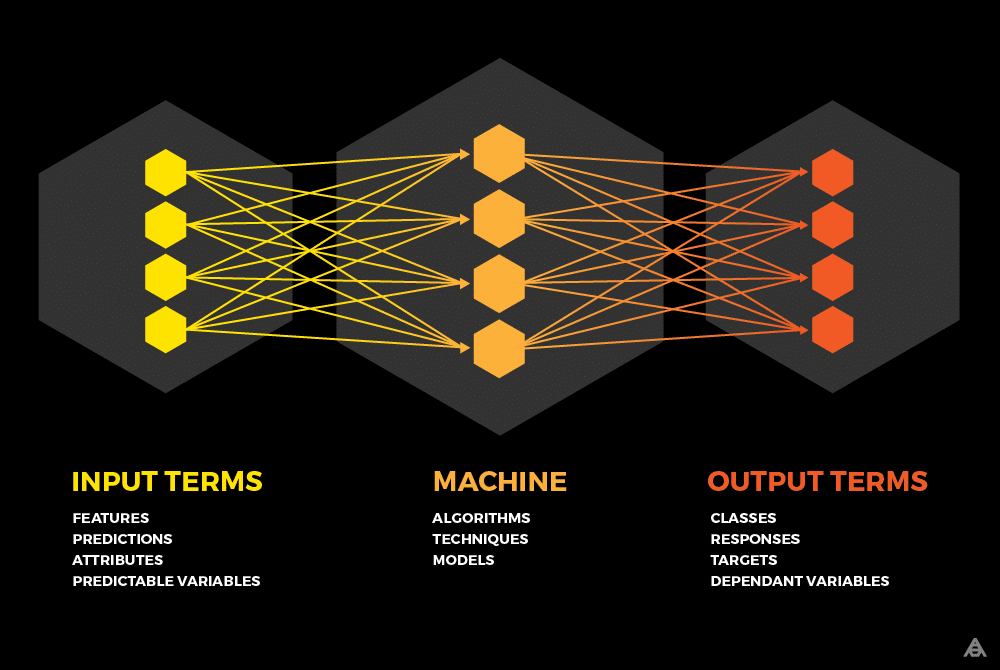 INPUT TERMS
FEATURES
PREDICTIONS
ATTRIBUTES
PREDICTABLE VARIABLES
MACHINE
ALGORITHMS
TECHNIQUES
MODELS
OUTPUT TERMS
CLASSES
RESPONSES
TARGETS
DEPENDANT VARIABLES